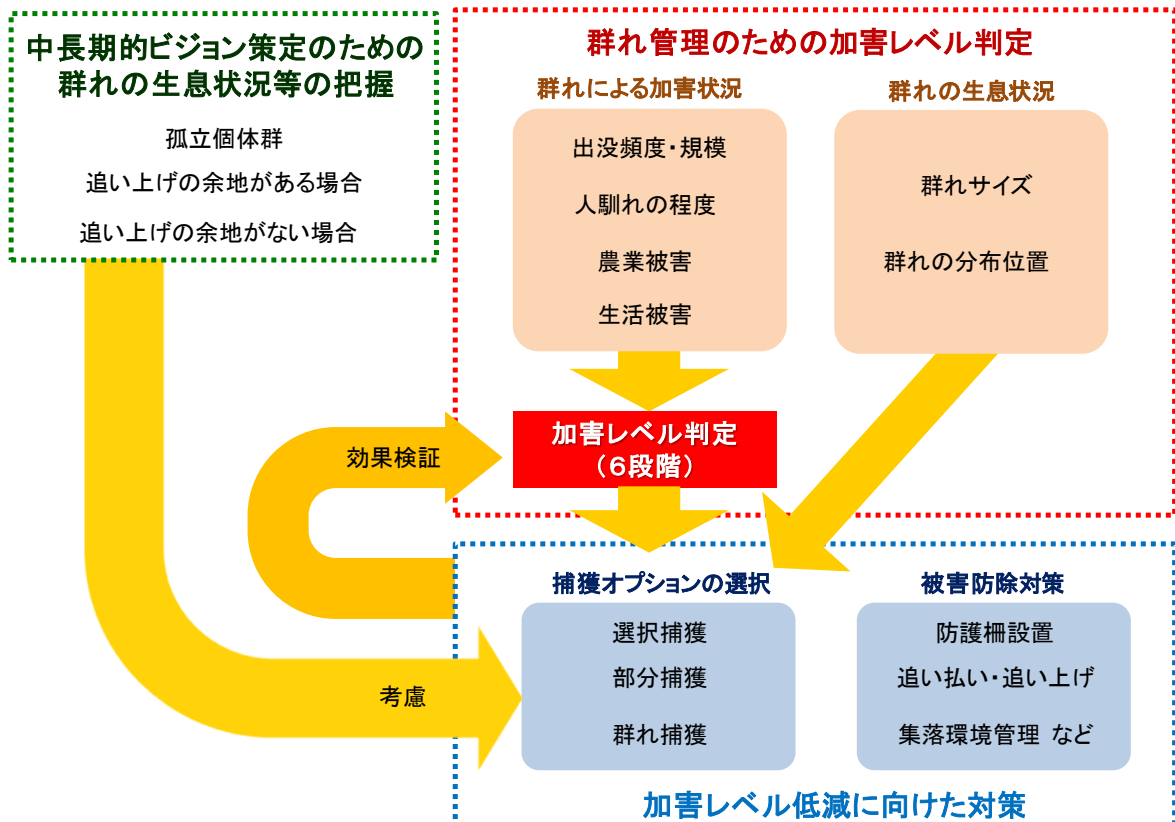 中長期的ビジョン策定のための
群れの生息状況等の把握
孤立個体群
追い上げの余地がある場合
追い上げの余地がない場合
群れ管理のための加害レベル判定
群れによる加害状況
出没頻度・規模
人馴れの程度
農業被害
生活被害
群れの生息状況
群れサイズ
群れの分布位置
加害レベル判定
（６段階）
効果検証
考慮
捕獲オプションの選択
選択捕獲
部分捕獲
群れ捕獲
被害防除対策
防護柵設置
追い払い・追い上げ
集落環境管理 など
加害レベル低減に向けた対策